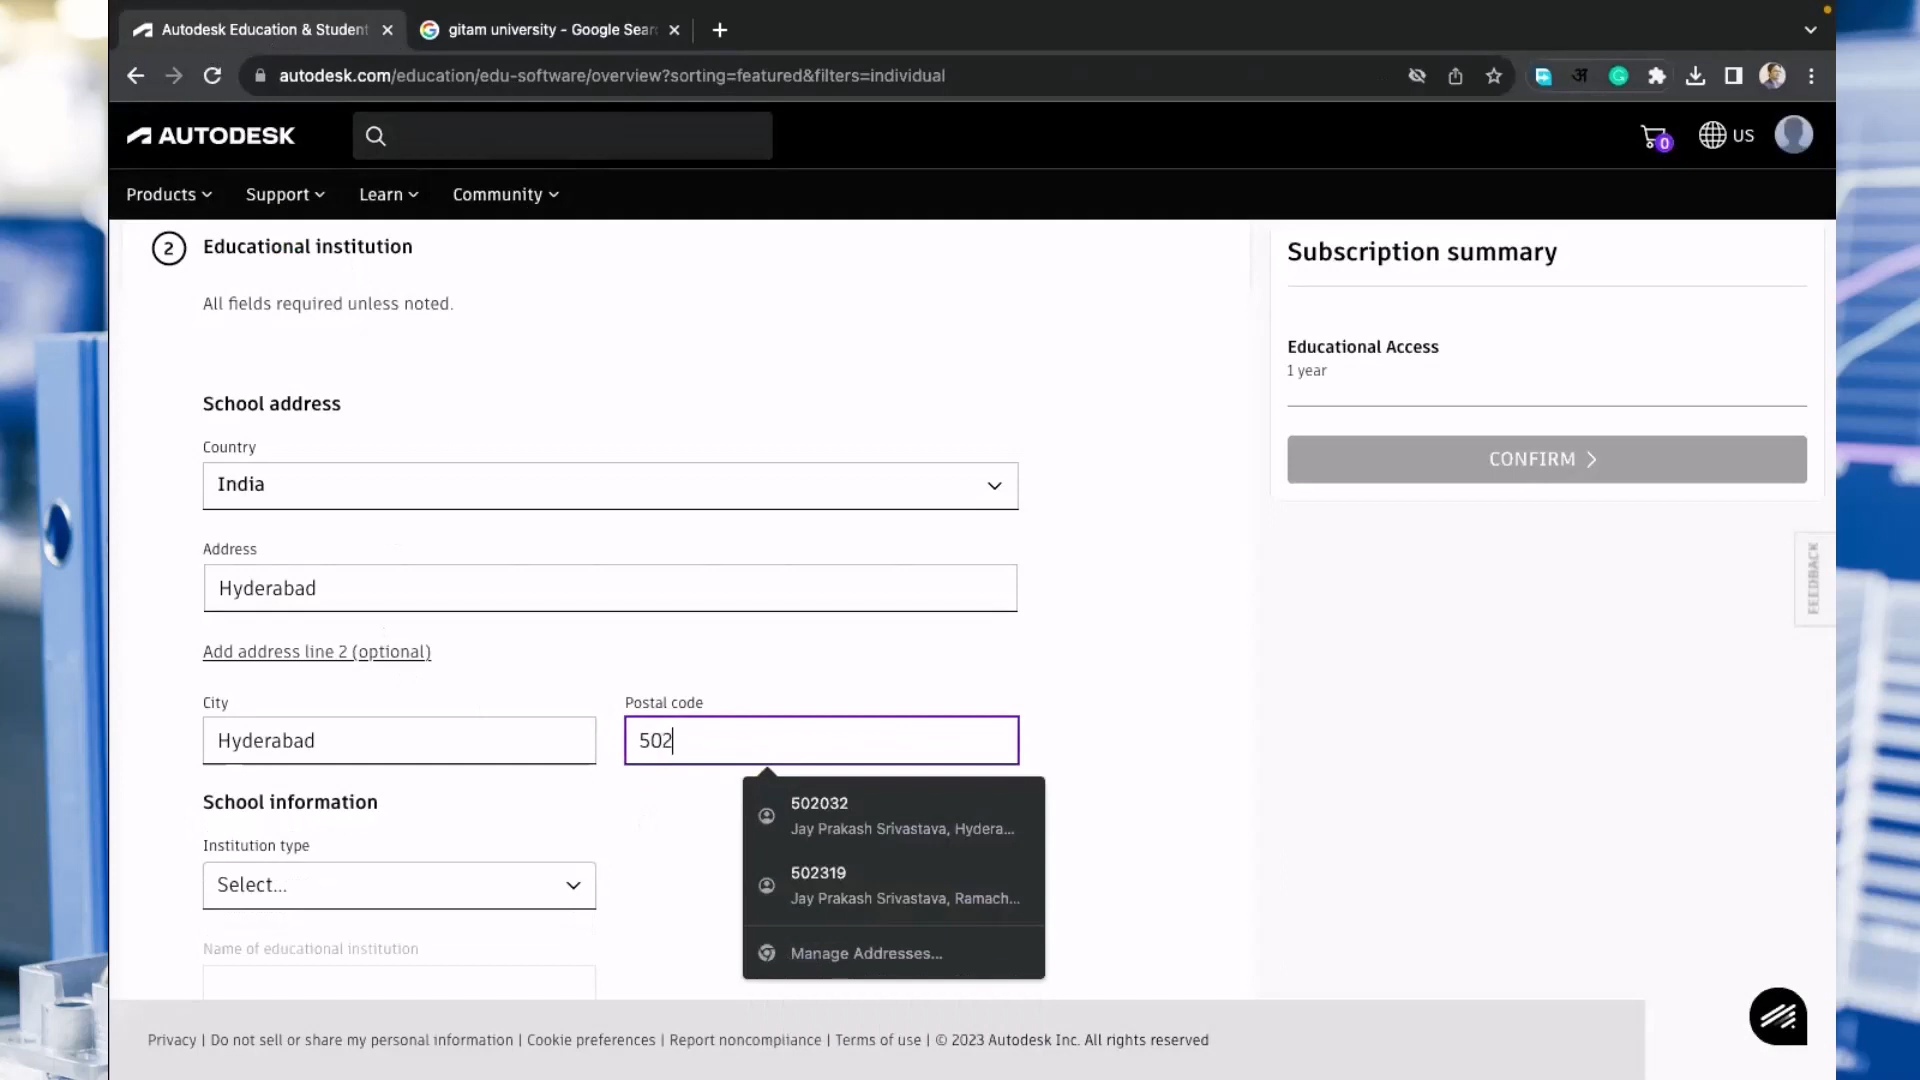 Autodesk Education & Student
gitam university - Google Sear
autodesk.com/education/edu-software/overview?sorting=featured&filters=individual
अ
AUTODESK
0
US
Products
Support
Learn
Community
2
Educational institution
All fields required unless noted.
School address
Country
India
Address
Hyderabad
Add address line 2 (optional)
City
Postal code
Hyderabad
502
School information
Institution type
Select...
Name of educational institution
502032
Jay Prakash Srivastava, Hydera...
502319
Jay Prakash Srivastava, Ramach...
Manage Addresses...
Subscription summary
Educational Access
1 year
CONFIRM
FEEDBACK
Privacy | Do not sell or share my personal information | Cookie preferences | Report noncompliance | Terms of use | © 2023 Autodesk Inc. All rights reserved